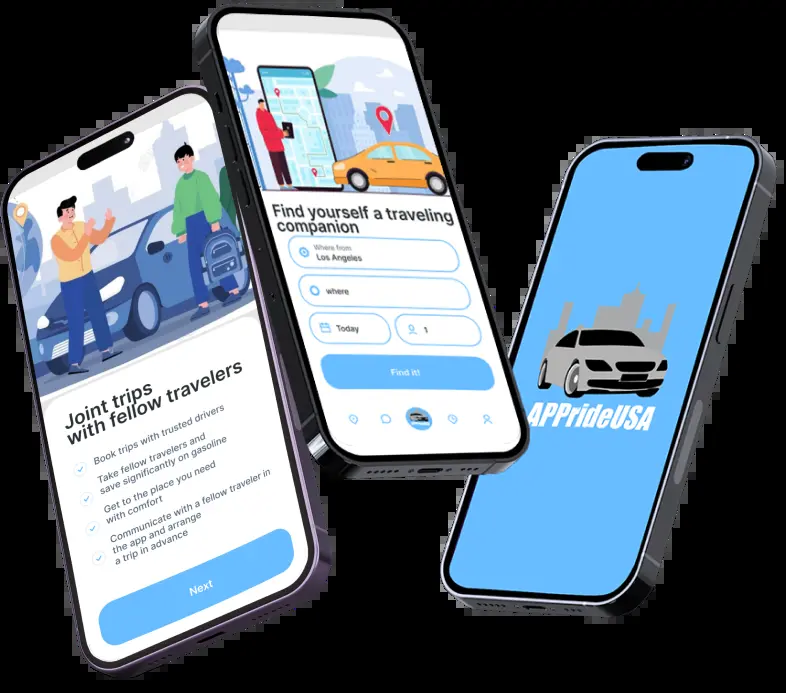 Joint trips
with fellow travelers
Book trips with trusted drivers
Take fellow travelers and
save significantly on gasoline
Get to the place you need
with comfort
Communicate with a fellow traveler in
the app and arrange
a trip in advance
Next
Find yourself a traveling
companion
Where from
Los Angeles
where
Today
1
Find it!
APPrideUSA